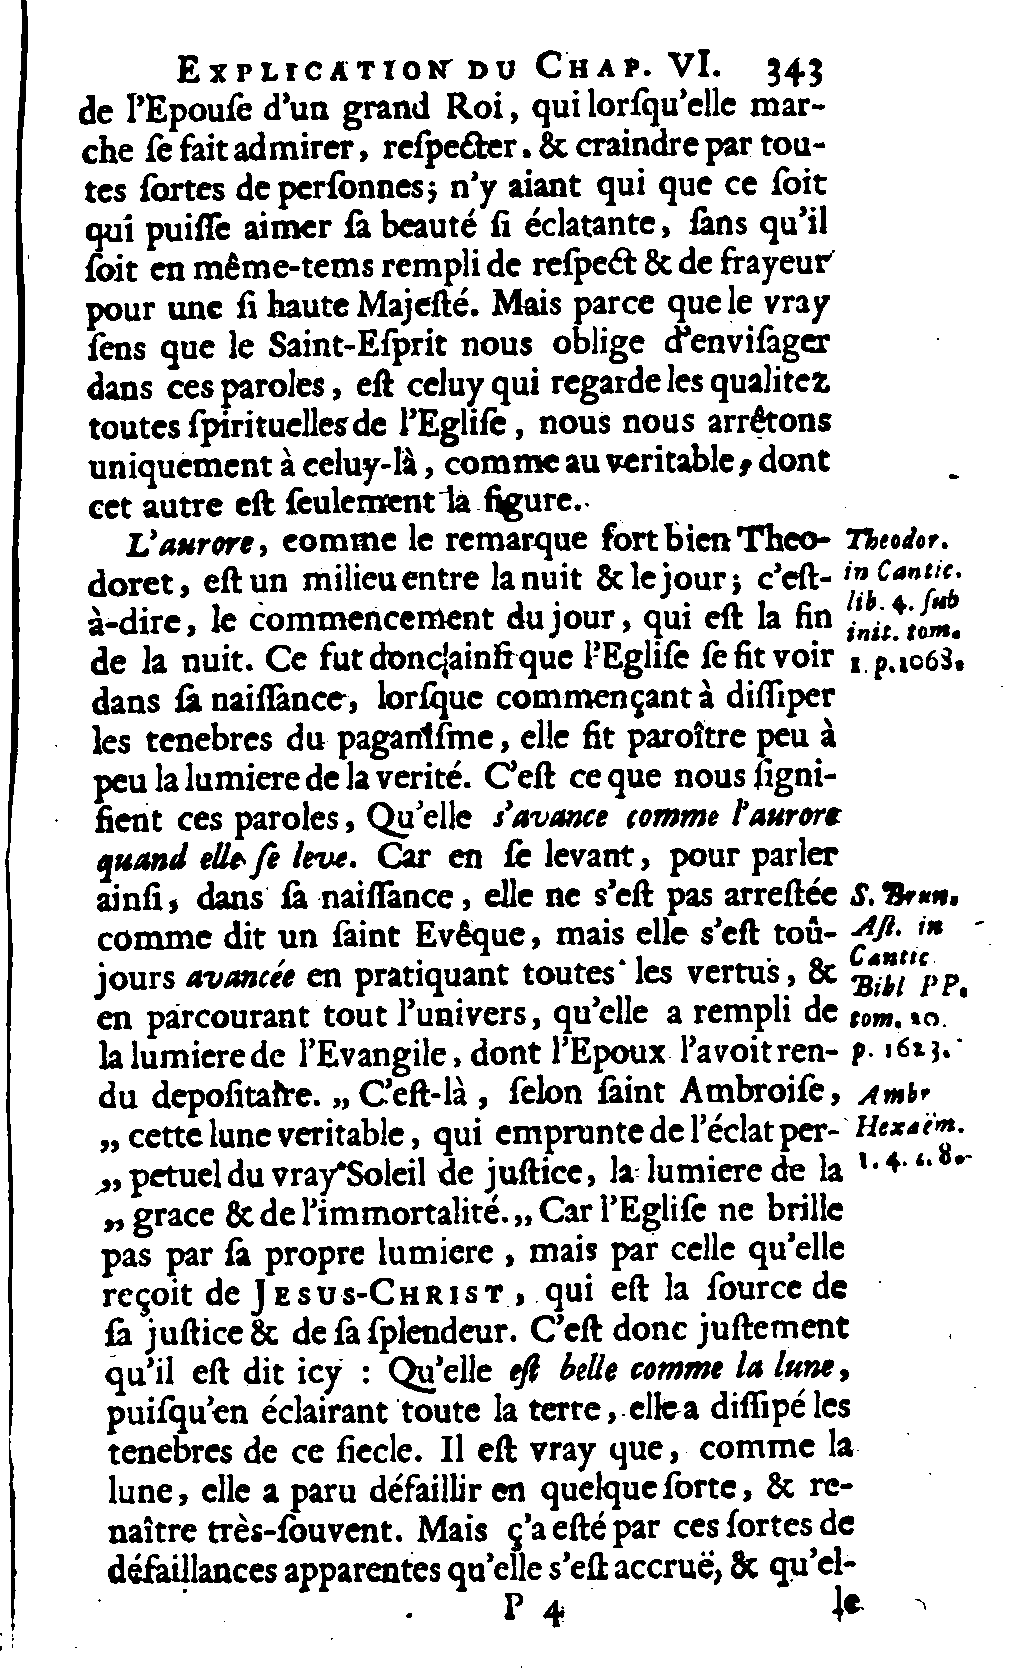 EXPLICATION DU CHAP. VI. 343
de l'Epouſe d'un grand Roi, qui lorſqu'elle mar-
che ſe fait admirer, reſpecter. & craindre par tou-
tes ſortes de perſonnes; n'y aiant qui que ce ſoit
qui puiſſe aimer ſa beauté ſi éclatante, ſans qu'il
ſoit en même-tems rempli de reſpect & de frayeur
pour une ſi haute Majeſté. Mais parce que le vray
ſens que le Saint-Eſprit nous oblige d'enviſager
dans ces paroles, eſt celuy qui regarde les qualitez
toutes ſpirituelles de l'Egliſe, nous nous arrêtons
uniquement à celuy-là, comme au veritable, dont
cet autre eſt ſeulement la figure.
L'aurore, comme le remarque fort bien Theo-
doret, eſt un milieu entre la nuit & le jour; c'eſt-
à-dire, le commencement du jour, qui eſt la fin
de la nuit. Ce fut donc ainſi que l'Egliſe ſe fit voir
dans ſa naiſſance, lorſque commençant à diſſiper
les tenebres du paganiſme, elle fit paroître peu à
peu la lumiere de la verité. C'eſt ce que nous ſigni-
fient ces paroles, Qu'elle s'avance comme l'aurore
quand elle ſe leve. Car en ſe levant, pour parler
ainſi, dans ſa naiſſance, elle ne s'eſt pas arreſtée
comme dit un ſaint Evêque, mais elle s'eſt toû-
jours avancée en pratiquant toutes les vertus, &
en parcourant tout l'univers, qu'elle a rempli de
la lumiere de l'Evangile, dont l'Epoux l'avoit ren-
du depoſitaire. „ C'eſt-là, ſelon ſaint Ambroiſe,
„ cette lune veritable, qui emprunte de l'éclat per-
„ petuel du vray Soleil de juſtice, la lumiere de la
„ grace & de l'immortalité. „ Car l'Egliſe ne brille
pas par ſa propre lumiere, mais par celle qu'elle
reçoit de JESUS-CHRIST, qui eſt la ſource de
ſa juſtice & de ſa ſplendeur. C'eſt donc juſtement
qu'il eſt dit icy : Qu'elle eſt belle comme la lune,
puiſqu'en éclairant toute la terre, elle a diſſipé les
tenebres de ce ſiecle. Il eſt vray que, comme la
lune, elle a paru défaillir en quelque ſorte, & re-
naître très-ſouvent. Mais ç'a eſté par ces ſortes de
défaillances apparentes qu'elle s'eſt accruë, & qu'el-
P 4 le
Theodor.
in Cantic.
lib. 4. ſub
init. tom.
1. p. 1068.
S. Brun.
Aſt. in
Cantic
Bibl PP.
tom. 20.
p. 1623.
Ambr
Hexaëm.
l. 4. c. 8.